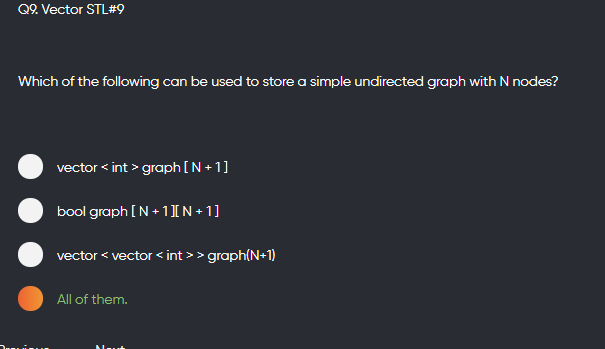 Q9. Vector STL#9
Which of the following can be used to store a simple undirected graph with N nodes?
vector < int > graph [ N + 1 ]
bool graph [ N + 1 ][ N + 1 ]
vector < vector < int > > graph(N+1)
All of them.